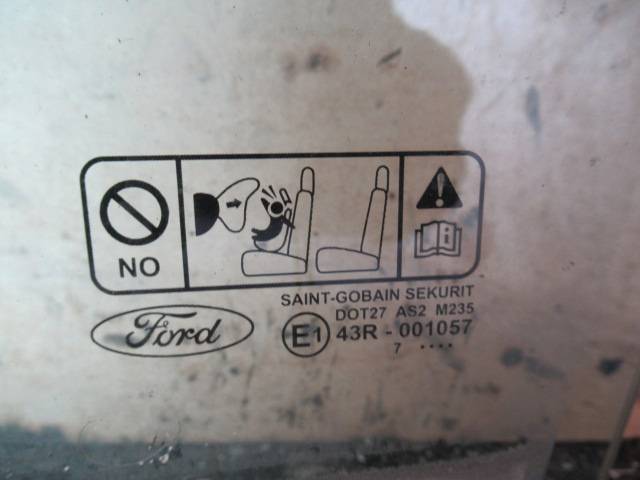 NO
SAINT-GOBAIN SEKURIT
DOT27 AS2 M235
Ford
E1
43R - 001057
7 ····